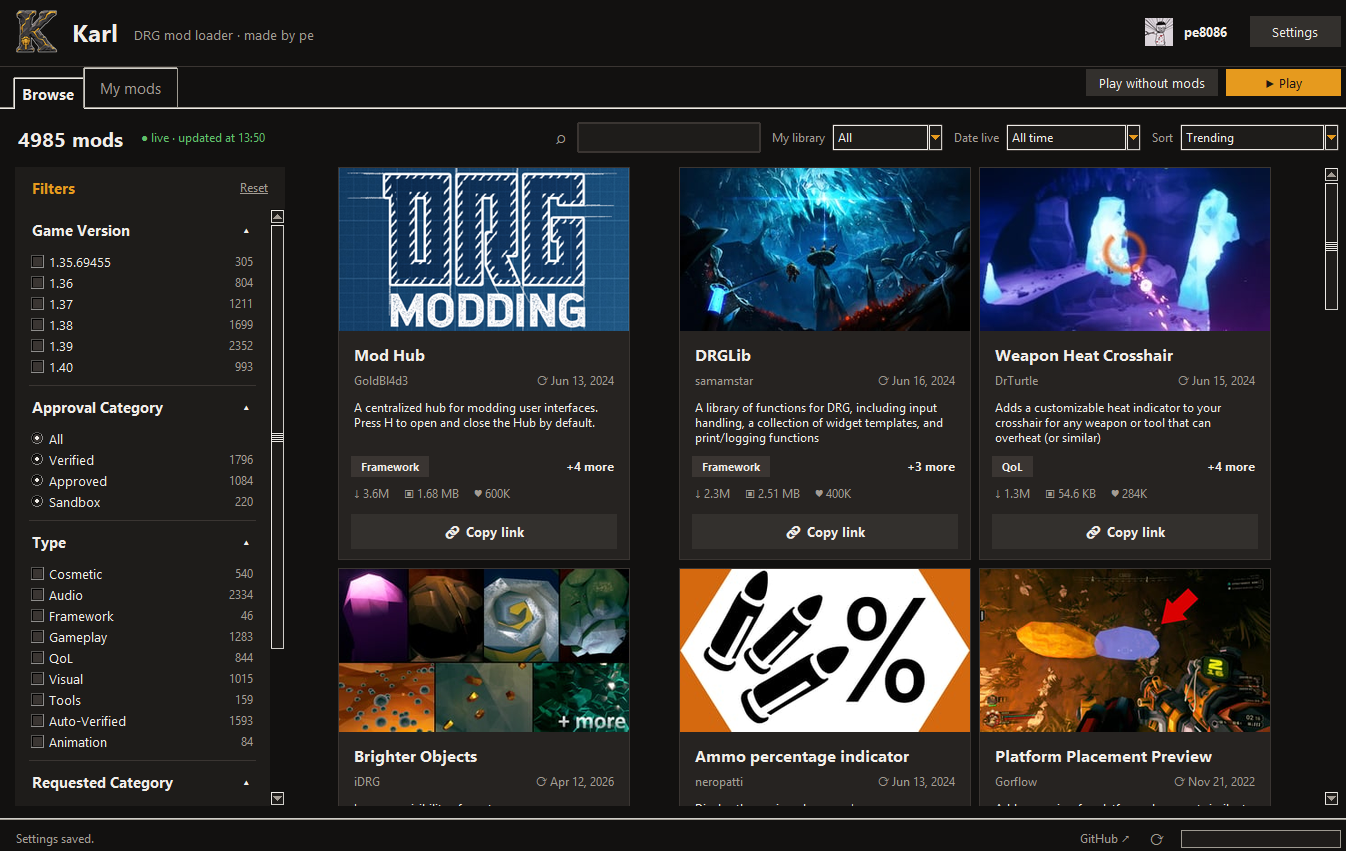 Karl
DRG mod loader · made by pe
pe8086
Settings
Browse
My mods
Play without mods
► Play
4985 mods
● live · updated at 13:50
My library
All
Date live
All time
Sort
Trending
Filters
Reset
Game Version
1.35.69455 305
1.36 804
1.37 1211
1.38 1699
1.39 2352
1.40 993
Approval Category
All
Verified 1796
Approved 1084
Sandbox 220
Type
Cosmetic 540
Audio 2334
Framework 46
Gameplay 1283
QoL 844
Visual 1015
Tools 159
Auto-Verified 1593
Animation 84
Requested Category
DRG
MODDING
Mod Hub
GoldBl4d3
Jun 13, 2024
A centralized hub for modding user interfaces.
Press H to open and close the Hub by default.
Framework
+4 more
↓ 3.6M
1.68 MB
♥ 600K
Copy link
DRGLib
samamstar
Jun 16, 2024
A library of functions for DRG, including input
handling, a collection of widget templates, and
print/logging functions
Framework
+3 more
↓ 2.3M
2.51 MB
♥ 400K
Copy link
Weapon Heat Crosshair
DrTurtle
Jun 15, 2024
Adds a customizable heat indicator to your
crosshair for any weapon or tool that can
overheat (or similar)
QoL
+4 more
↓ 1.3M
54.6 KB
♥ 284K
Copy link
+ more
Brighter Objects
iDRG
Apr 12, 2026
%
Ammo percentage indicator
neropatti
Jun 13, 2024
Platform Placement Preview
Gorflow
Nov 21, 2022
Settings saved.
GitHub ↗